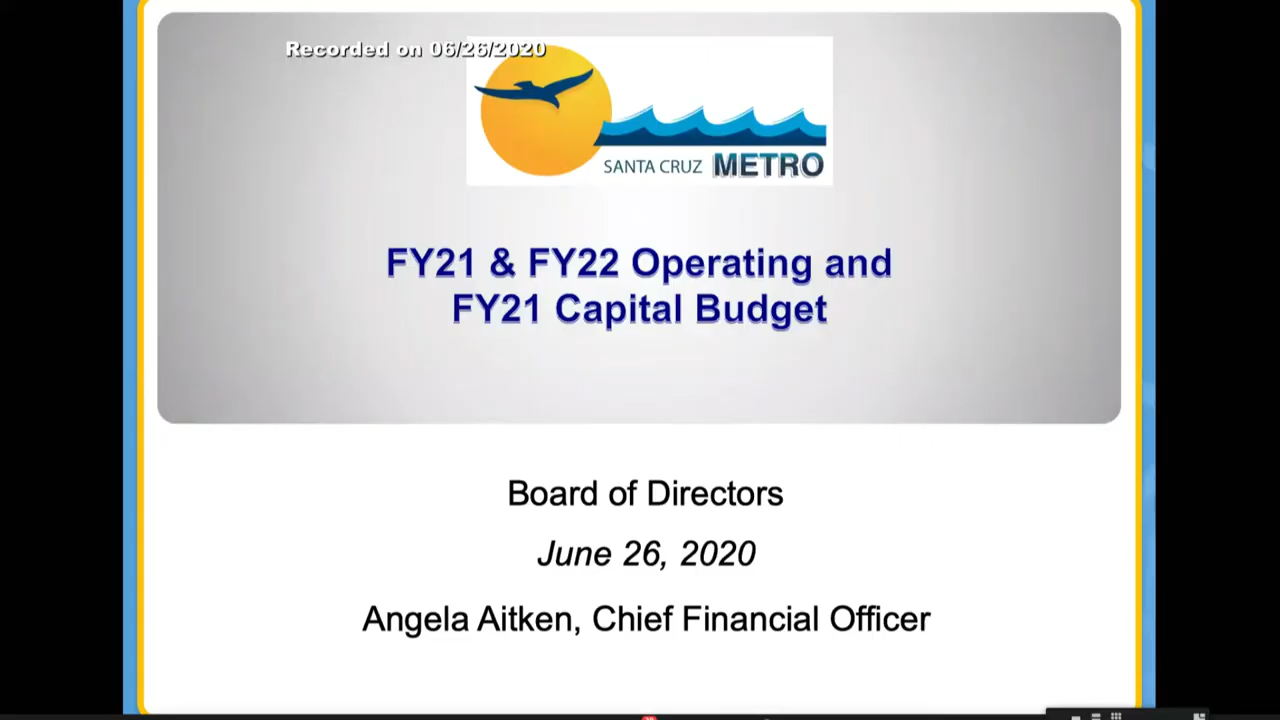 Recorded on 06/26/2020
SANTA CRUZ METRO
FY21 & FY22 Operating and
FY21 Capital Budget
Board of Directors
June 26, 2020
Angela Aitken, Chief Financial Officer